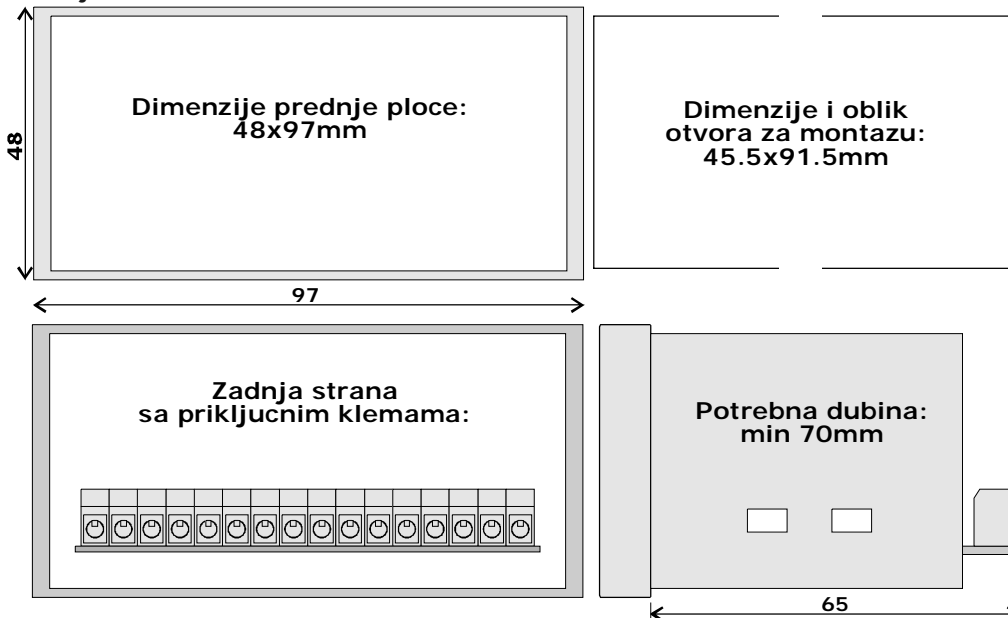 Dimenzije prednje ploce:
48x97mm
48
97
Dimenzije i oblik
otvora za montazu:
45.5x91.5mm
Zadnja strana
sa prikljucnim klemama:
Potrebna dubina:
min 70mm
65